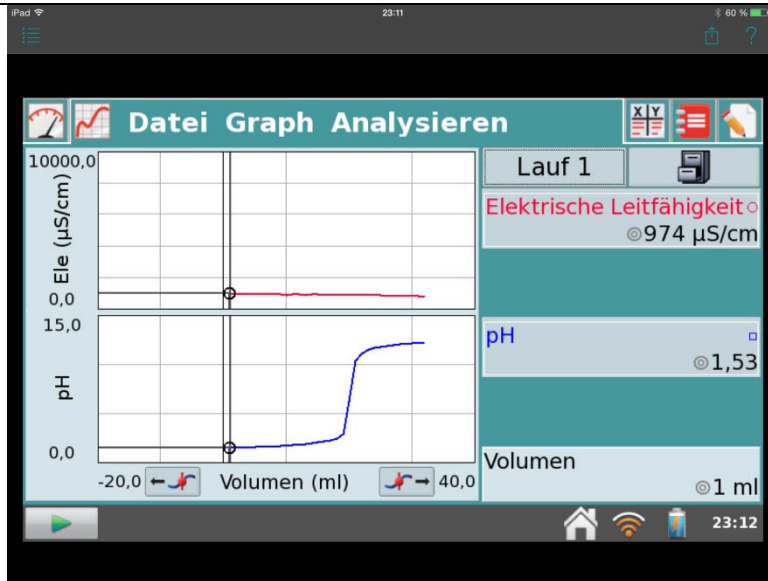 iPad 23:11 60 %
?
Datei Graph Analysieren
X Y
10000,0
Ele (µS/cm)
0,0
15,0
pH
0,0
-20,0 Volumen (ml) 40,0
Lauf 1
Elektrische Leitfähigkeit
974 µS/cm
pH
1,53
Volumen
1 ml
23:12